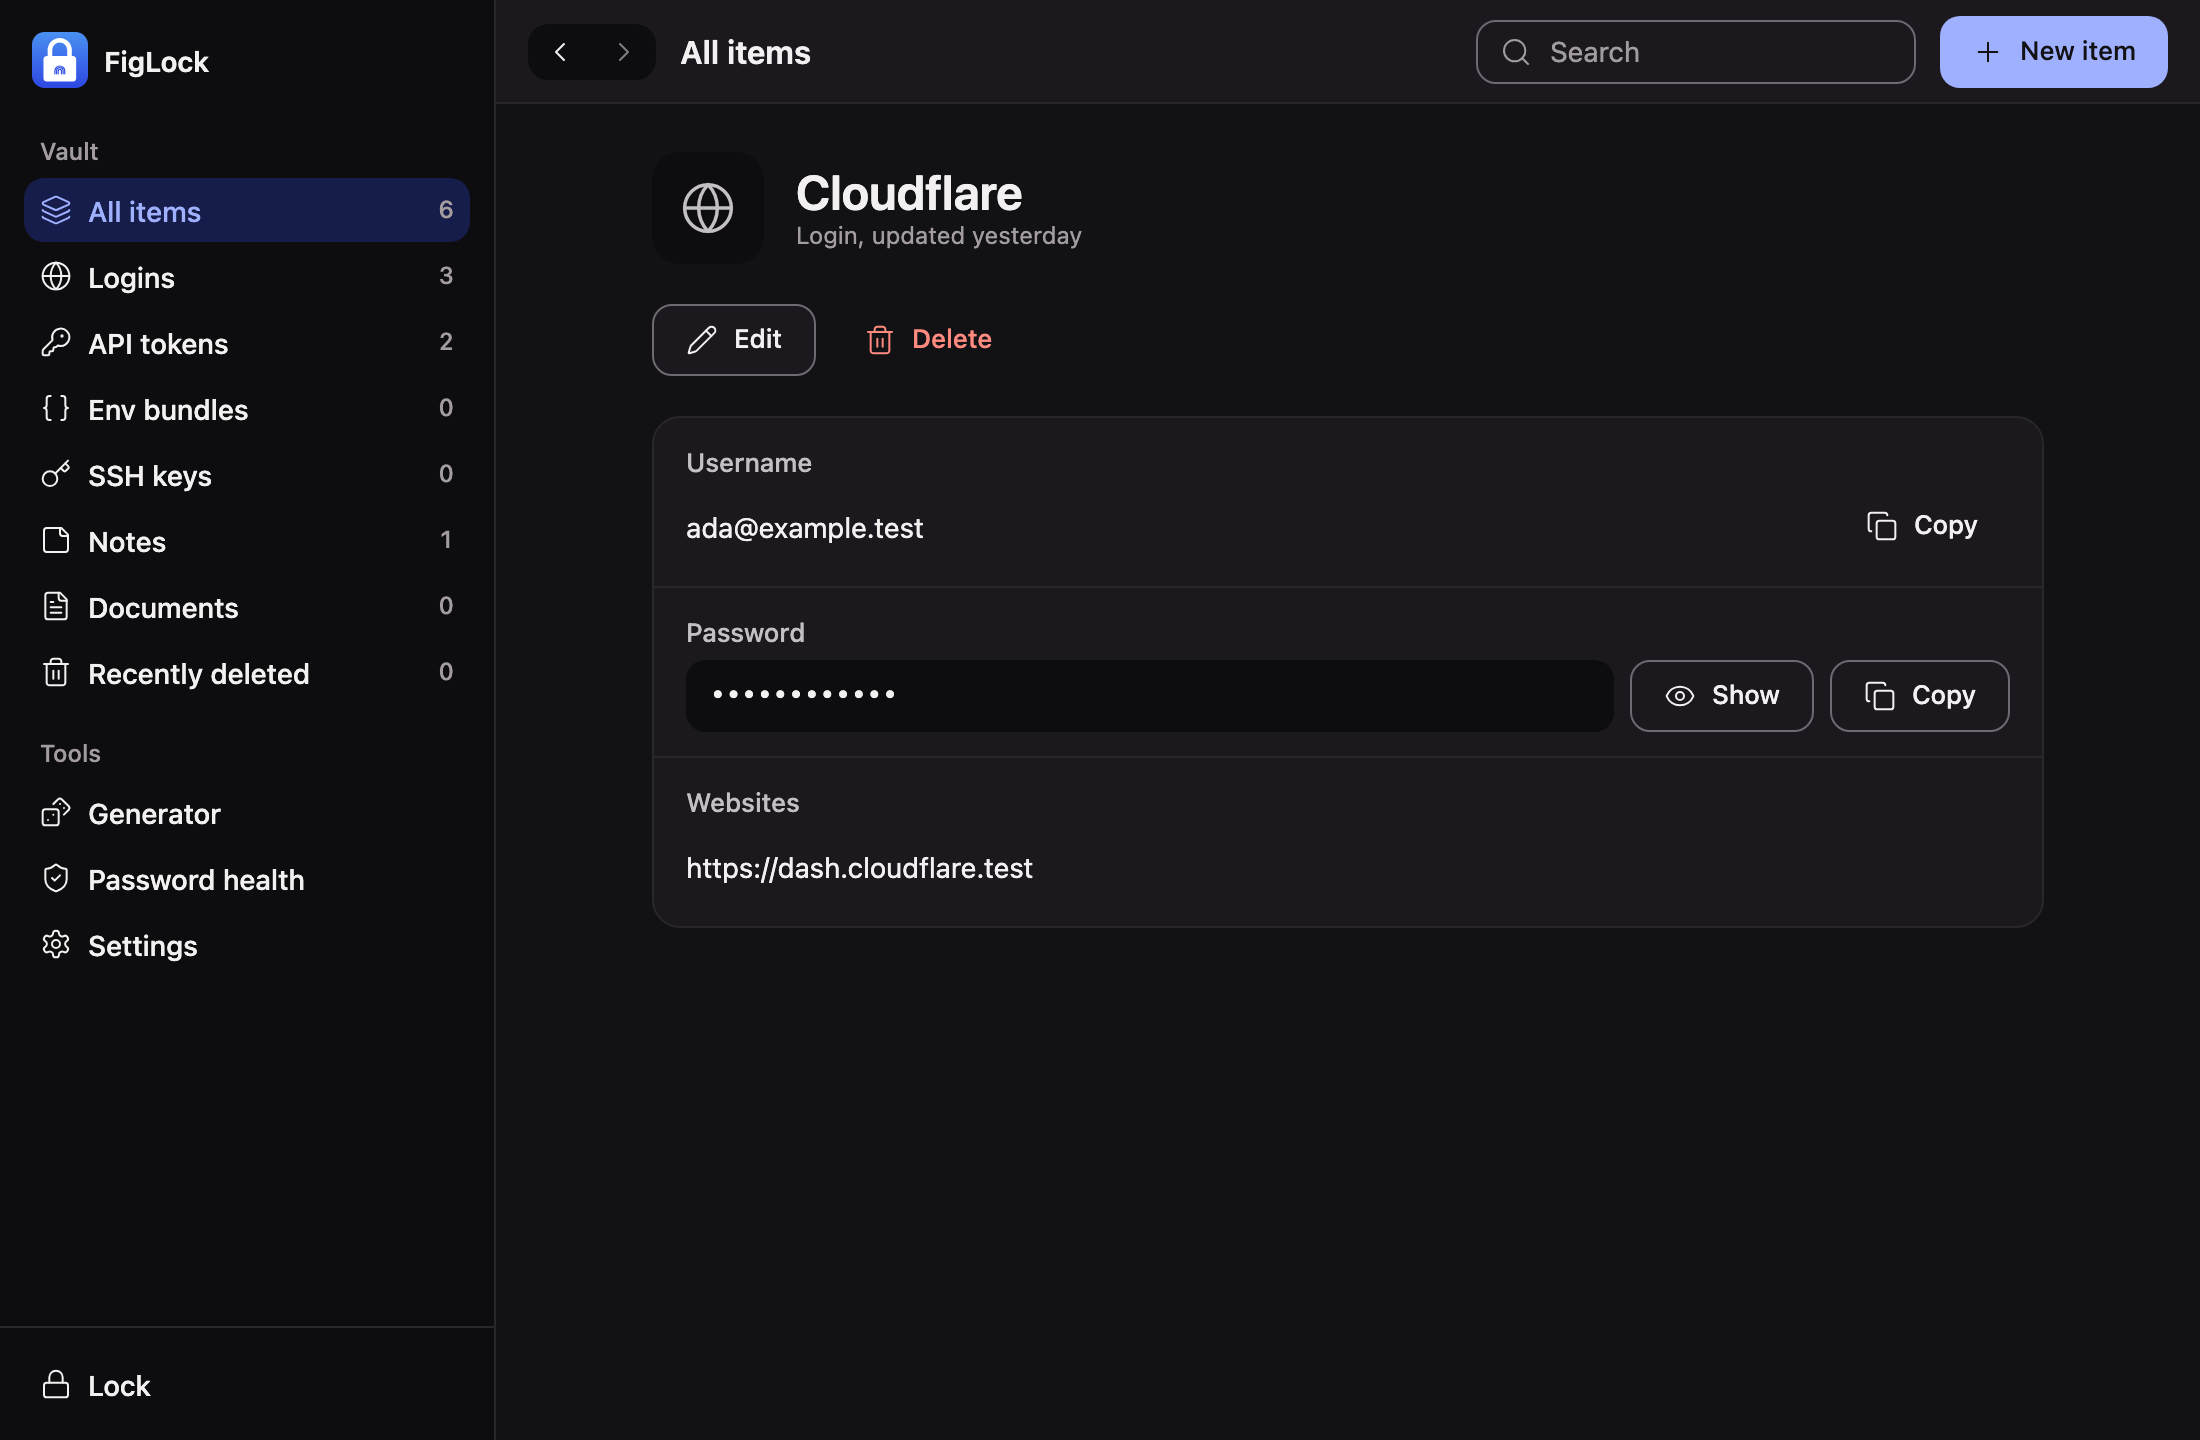 FigLock
Vault
All items 6
Logins 3
API tokens 2
Env bundles 0
SSH keys 0
Notes 1
Documents 0
Recently deleted 0
Tools
Generator
Password health
Settings
Lock
All items
Search
New item
Cloudflare
Login, updated yesterday
Edit
Delete
Username
ada@example.test
Copy
Password
••••••••••••
Show
Copy
Websites
https://dash.cloudflare.test